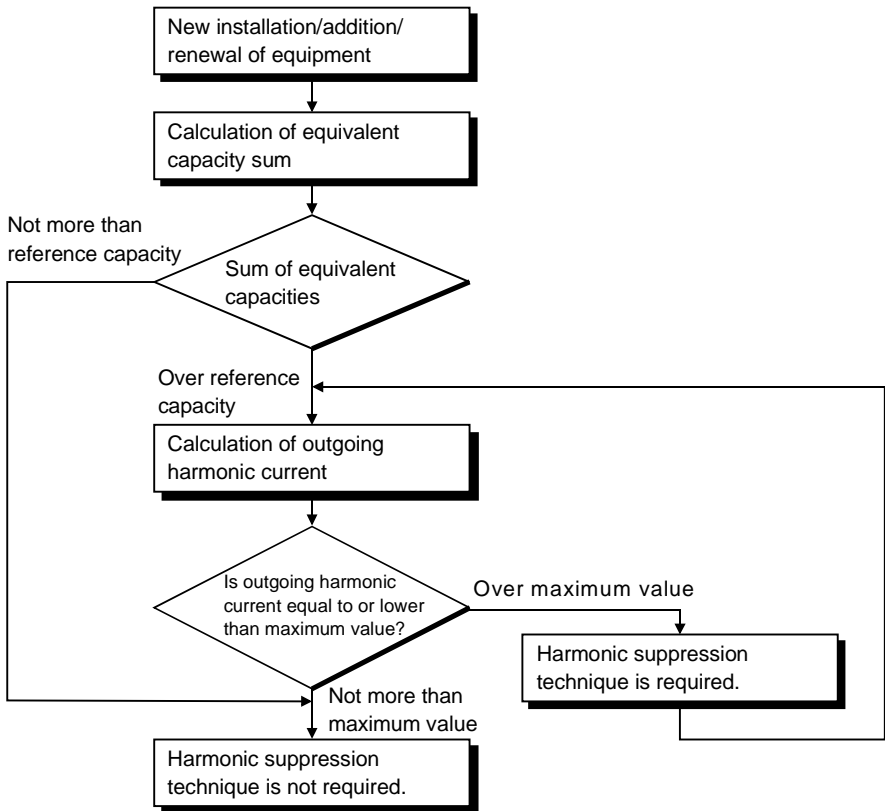 New installation/addition/
renewal of equipment
Calculation of equivalent
capacity sum
Not more than
reference capacity
Sum of equivalent
capacities
Over reference
capacity
Calculation of outgoing
harmonic current
Is outgoing harmonic
current equal to or lower
than maximum value?
Over maximum value
Harmonic suppression
technique is required.
Not more than
maximum value
Harmonic suppression
technique is not required.